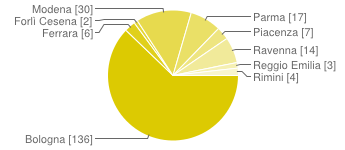 Modena [30]
Forlì Cesena [2]
Ferrara [6]
Bologna [136]
Parma [17]
Piacenza [7]
Ravenna [14]
Reggio Emilia [3]
Rimini [4]